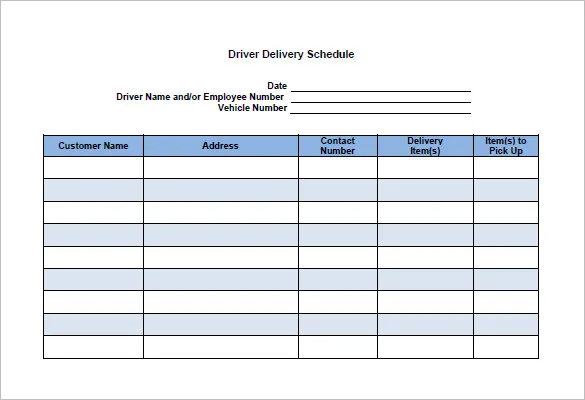 Driver Delivery Schedule
Date
Driver Name and/or Employee Number
Vehicle Number
Customer Name Address Contact Number Delivery Item(s) Item(s) to Pick Up